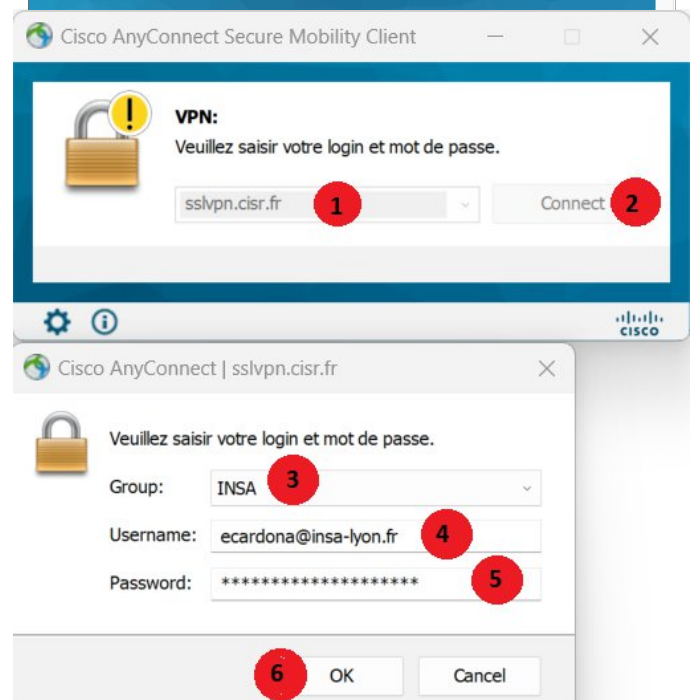 Cisco AnyConnect Secure Mobility Client
!
VPN:
Veuillez saisir votre login et mot de passe.
sslvpn.cisr.fr 1 Connect 2
CISCO
Cisco AnyConnect | sslvpn.cisr.fr
Veuillez saisir votre login et mot de passe.
Group: INSA 3
Username: ecardona@insa-lyon.fr 4
Password: ******************** 5
6 OK Cancel